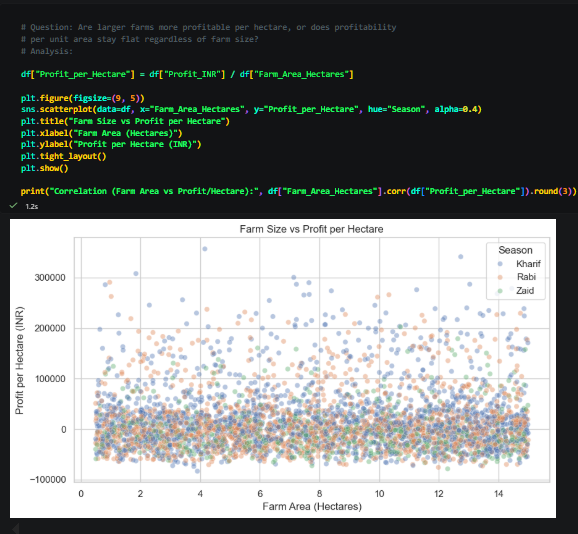 # Question: Are larger farms more profitable per hectare, or does profitability
# per unit area stay flat regardless of farm size?
# Analysis:
df["Profit_per_Hectare"] = df["Profit_INR"] / df["Farm_Area_Hectares"]
plt.figure(figsize=(9, 5))
sns.scatterplot(data=df, x="Farm_Area_Hectares", y="Profit_per_Hectare", hue="Season", alpha=0.4)
plt.title("Farm Size vs Profit per Hectare")
plt.xlabel("Farm Area (Hectares)")
plt.ylabel("Profit per Hectare (INR)")
plt.tight_layout()
plt.show()
print("Correlation (Farm Area vs Profit/Hectare):", df["Farm_Area_Hectares"].corr(df["Profit_per_Hectare"]).round(3))
1.2s
Farm Size vs Profit per Hectare
Season
Kharif
Rabi
Zaid
Profit per Hectare (INR)
300000
200000
100000
0
−100000
0 2 4 6 8 10 12 14
Farm Area (Hectares)